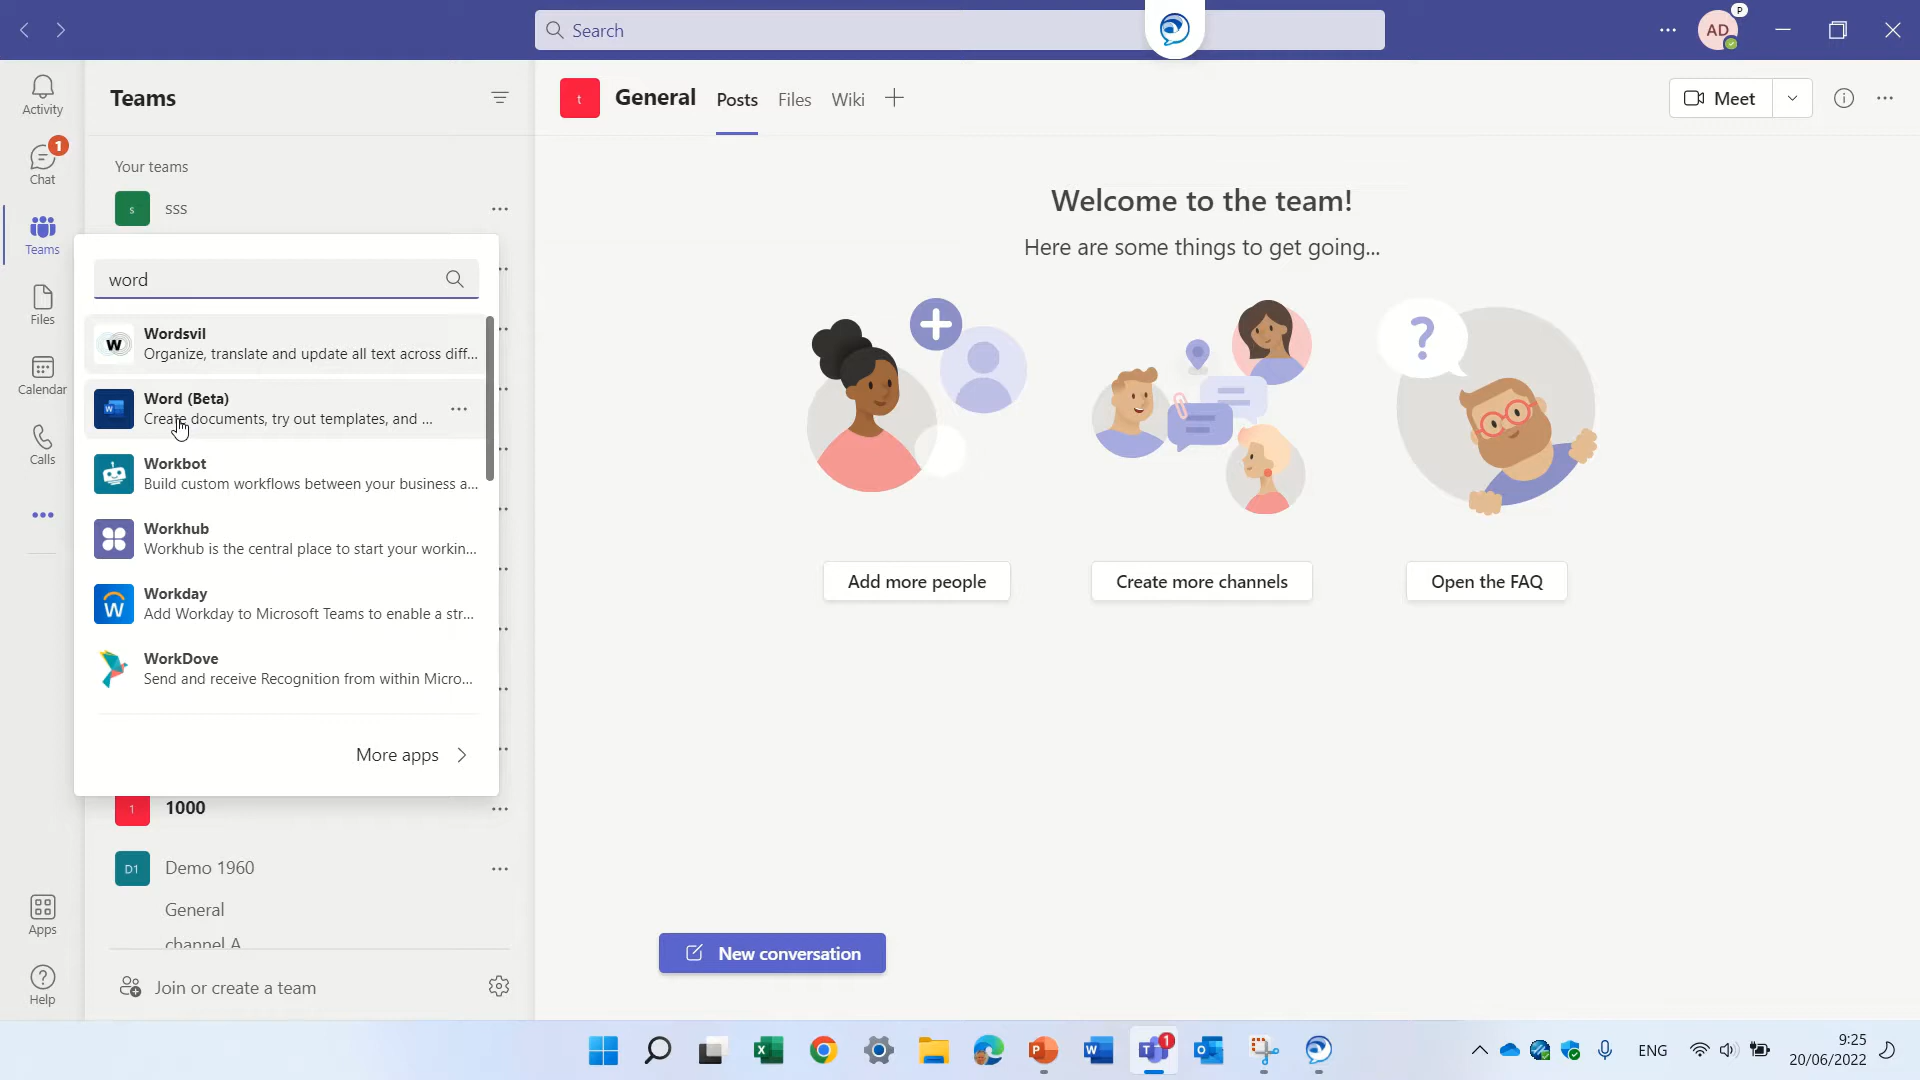 Search
AD
P
Activity
Chat
1
Teams
Files
Calendar
Calls
Apps
Help
Teams
Your teams
s
sss
word
W
Wordsvil
Organize, translate and update all text across diff...
W
Word (Beta)
Create documents, try out templates, and ...
Workbot
Build custom workflows between your business a...
Workhub
Workhub is the central place to start your workin...
W
Workday
Add Workday to Microsoft Teams to enable a str...
WorkDove
Send and receive Recognition from within Micro...
More apps
1
1000
D1
Demo 1960
General
channel A
Join or create a team
t
General
Posts
Files
Wiki
Meet
Welcome to the team!
Here are some things to get going...
?
Add more people
Create more channels
Open the FAQ
New conversation
X
P
W
T
1
O
ENG
9:25
20/06/2022